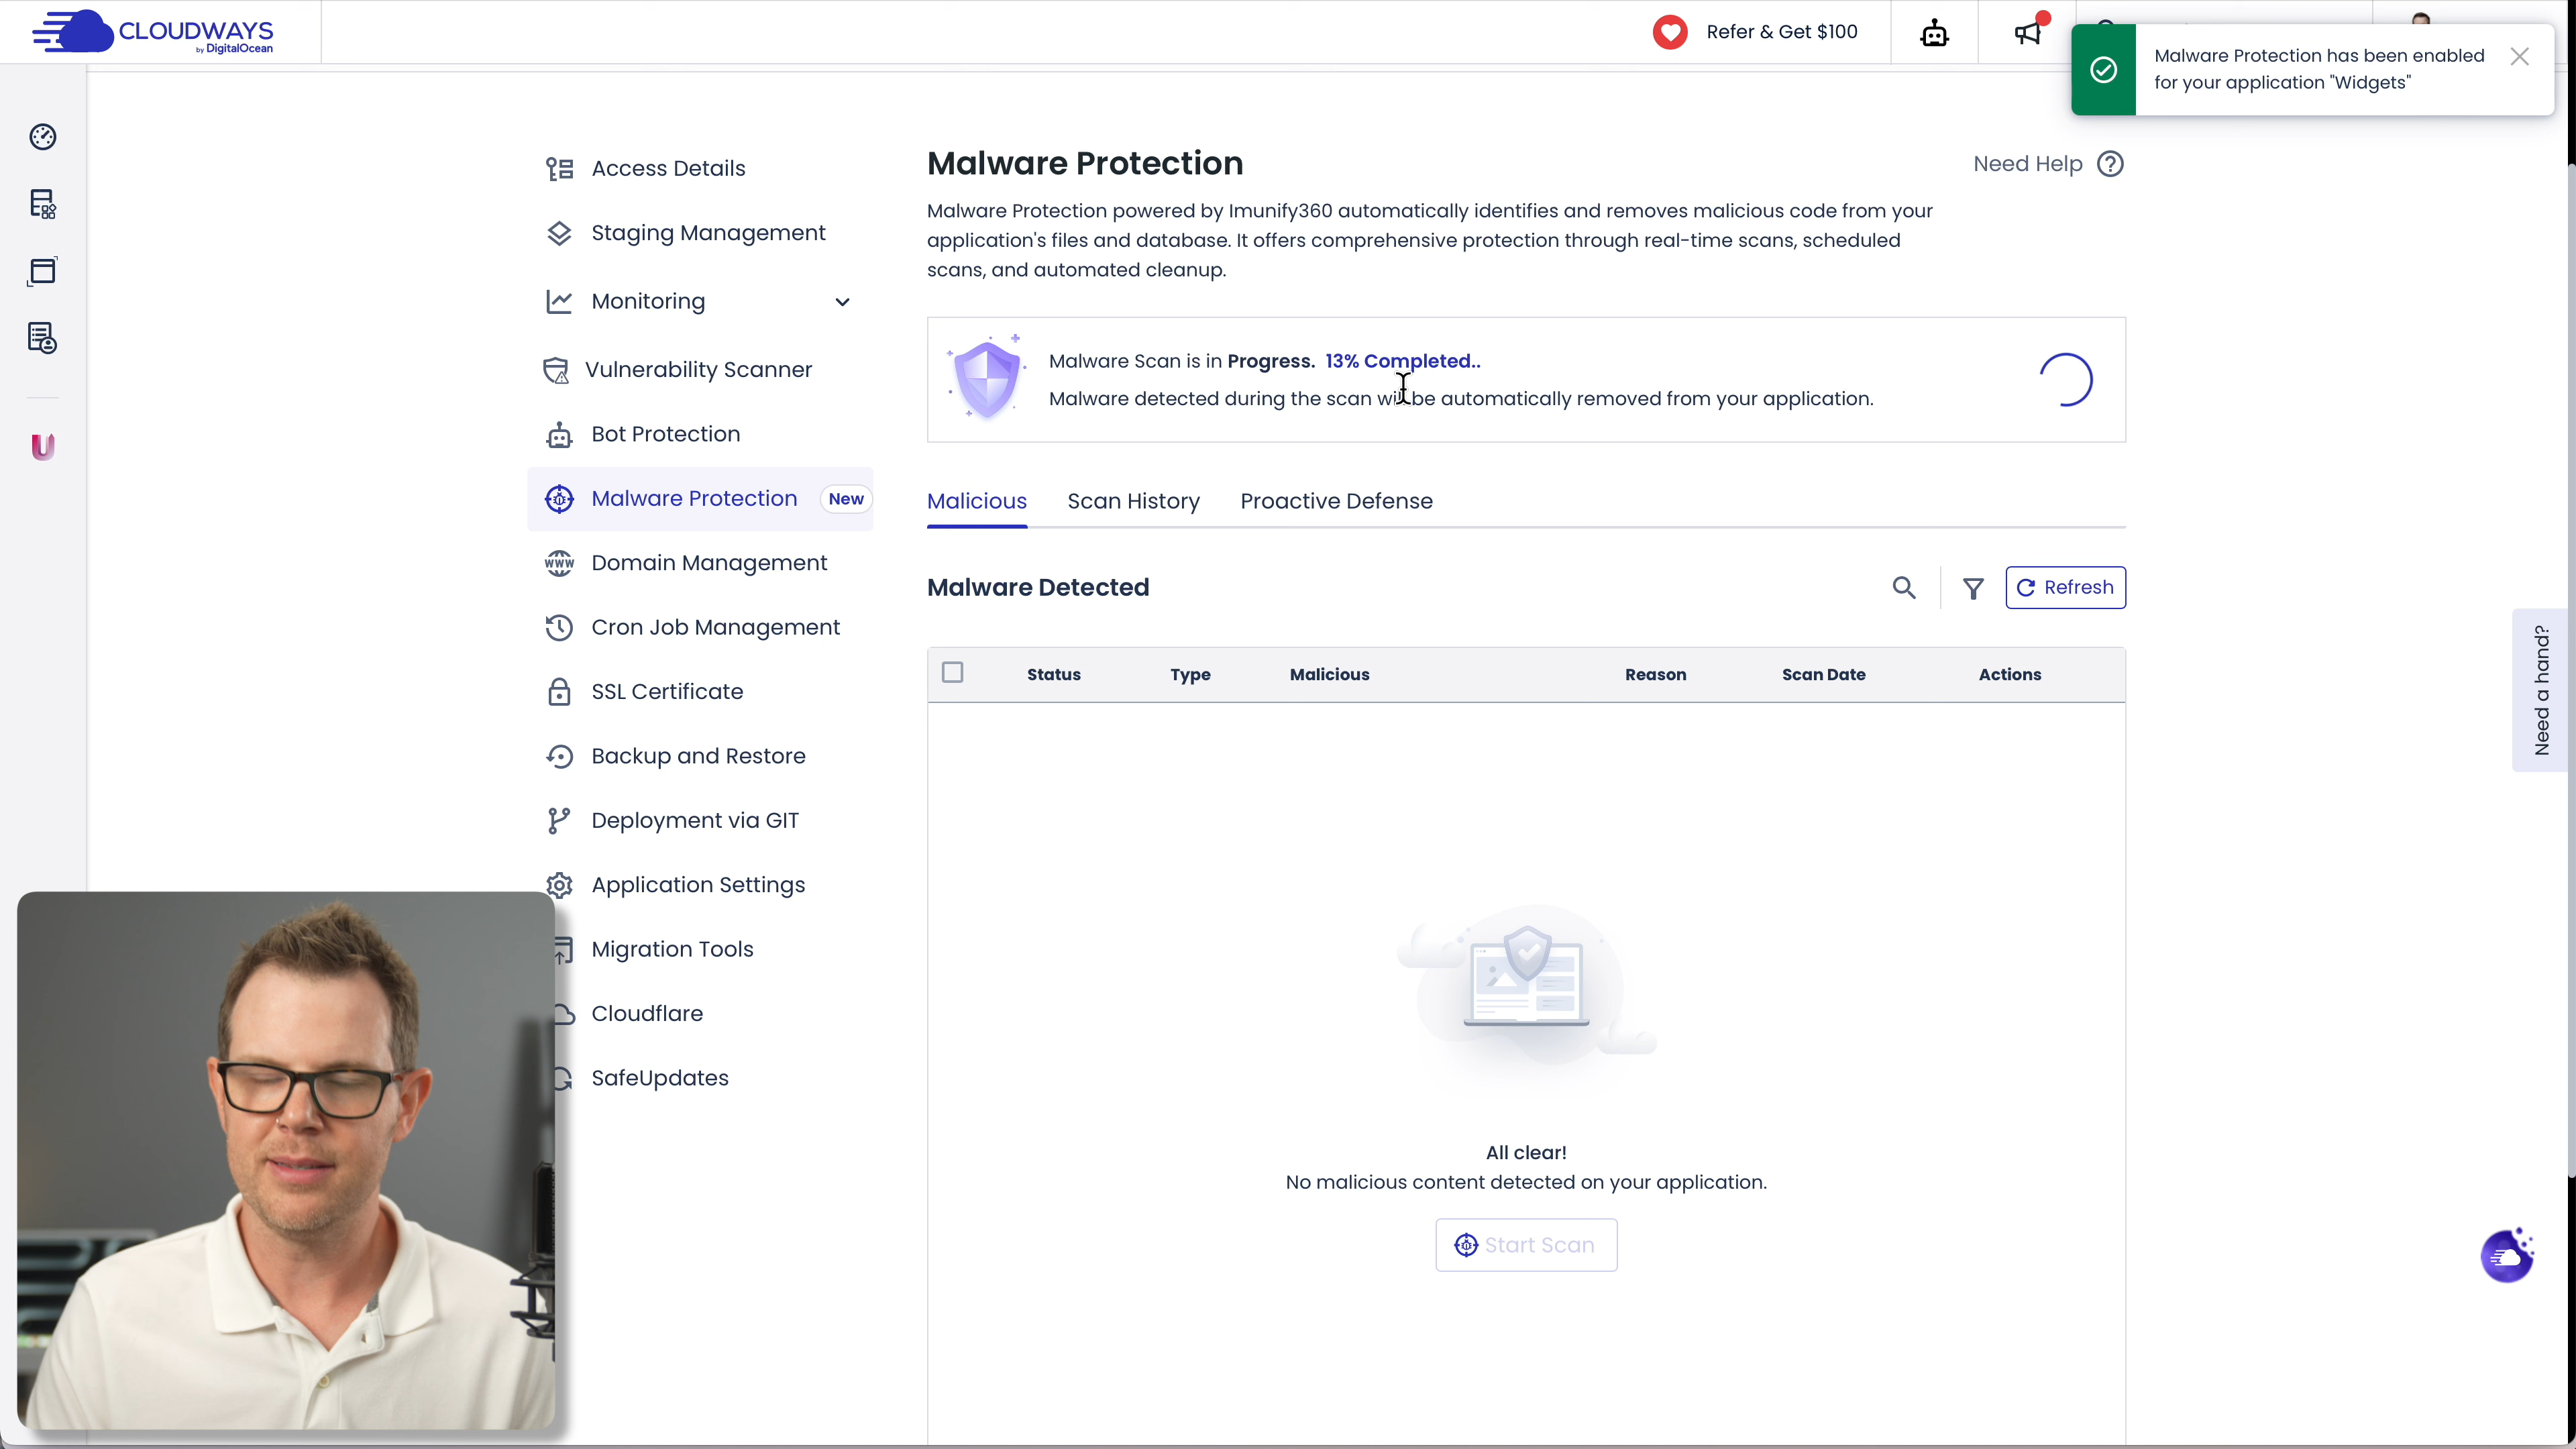 CLOUDWAYS
by DigitalOcean
Refer & Get $100
Malware Protection has been enabled
for your application "Widgets"
Access Details
Staging Management
Monitoring
Vulnerability Scanner
Bot Protection
Malware Protection New
Domain Management
Cron Job Management
SSL Certificate
Backup and Restore
Deployment via GIT
Application Settings
Migration Tools
Cloudflare
SafeUpdates
Malware Protection
Need Help
Malware Protection powered by Imunify360 automatically identifies and removes malicious code from your
application's files and database. It offers comprehensive protection through real-time scans, scheduled
scans, and automated cleanup.
Malware Scan is in Progress. 13% Completed..
Malware detected during the scan will be automatically removed from your application.
Malicious Scan History Proactive Defense
Malware Detected
Refresh
Status Type Malicious Reason Scan Date Actions
All clear!
No malicious content detected on your application.
Start Scan
Need a hand?